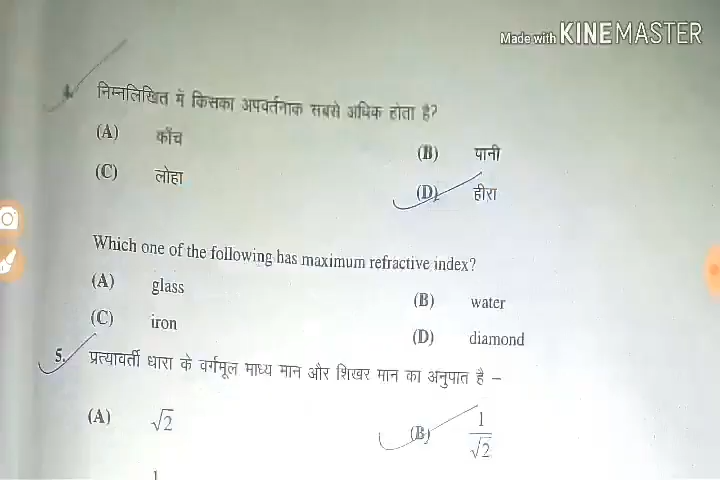 Made with KINEMASTER
4. निम्नलिखित में किसका अपवर्तनाक सबसे अधिक होता है?
(A) काँच
(B) पानी
(C) लोहा
(D) हीरा
Which one of the following has maximum refractive index?
(A) glass
(B) water
(C) iron
(D) diamond
5. प्रत्यावर्ती धारा के वर्गमूल माध्य मान और शिखर मान का अनुपात है –
(A) √2
(B) 1/√2
1